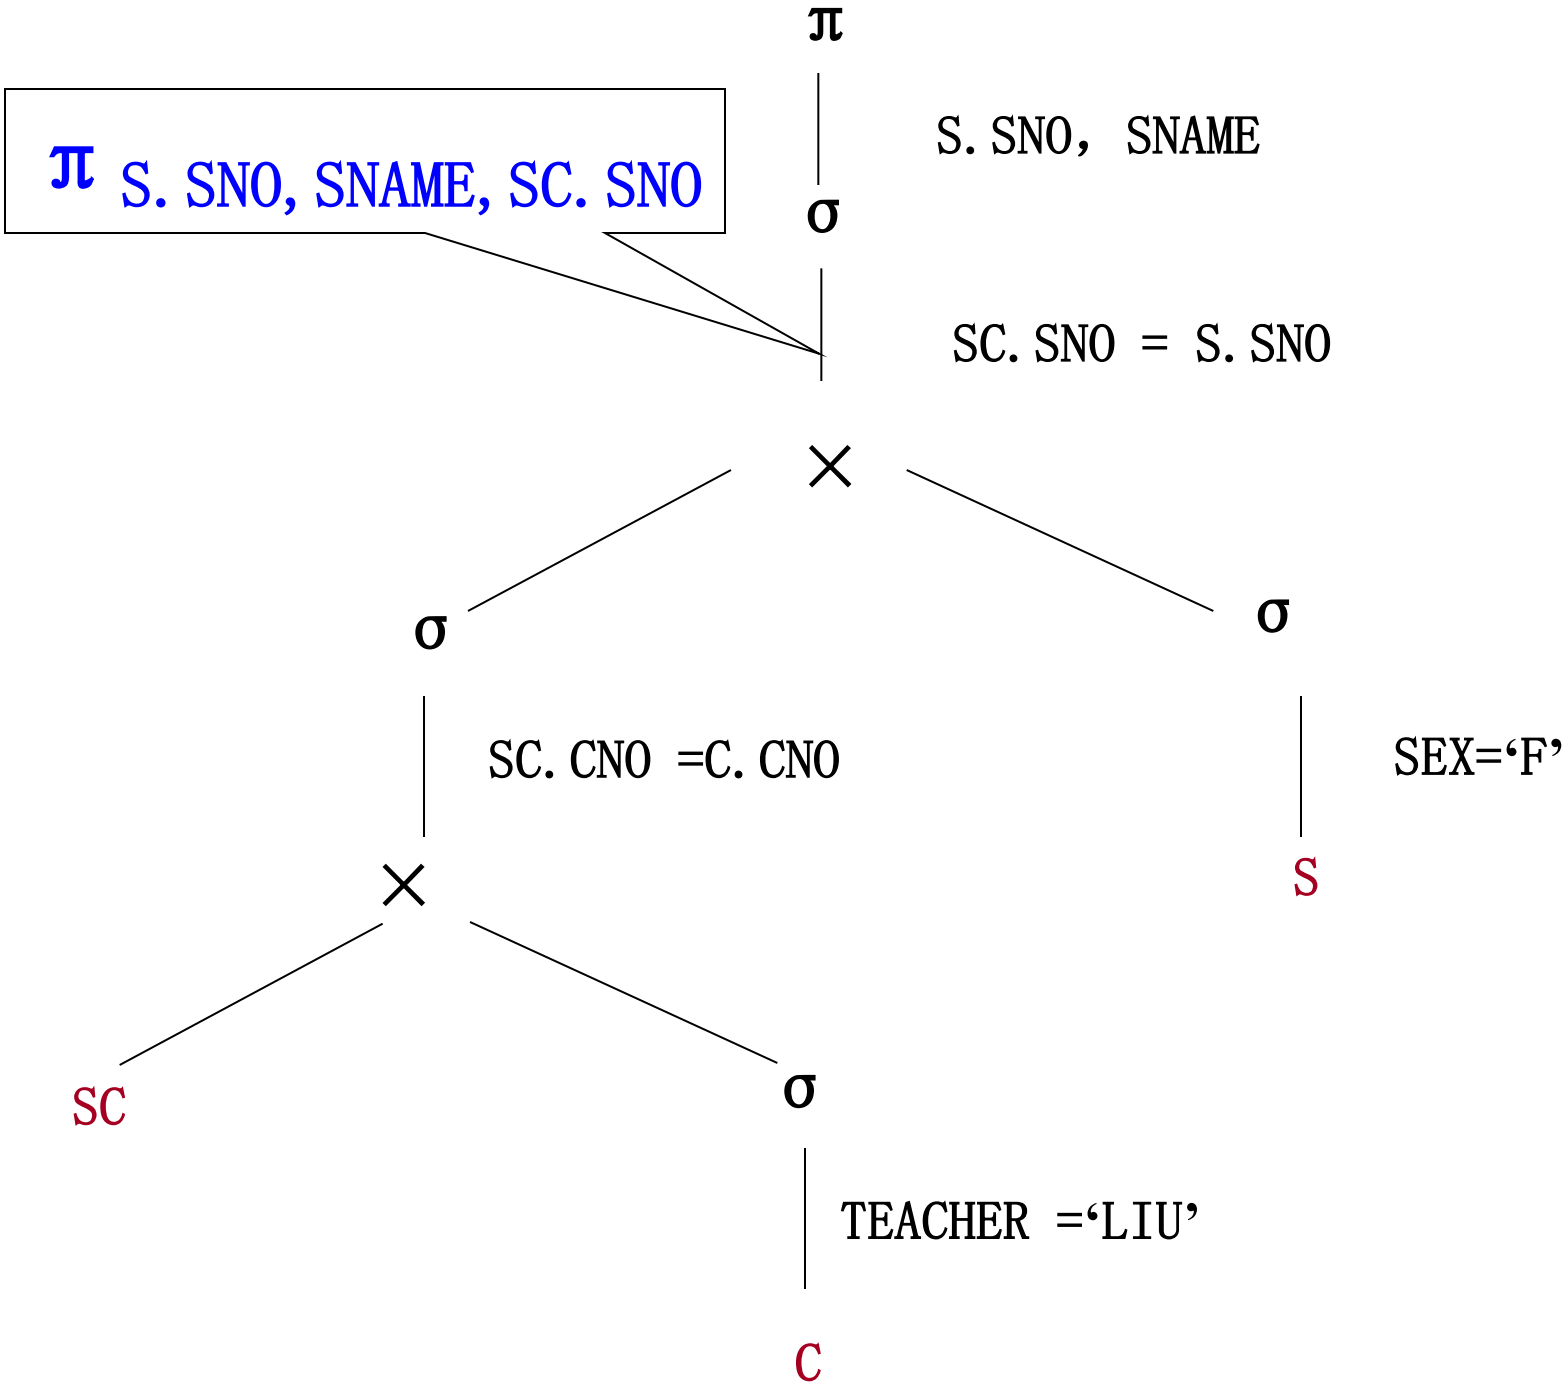 π
S.SNO, SNAME
π S.SNO,SNAME,SC.SNO
σ
SC.SNO = S.SNO
×
σ
σ
SC.CNO =C.CNO
SEX=‘F’
×
S
SC
σ
TEACHER =‘LIU’
C